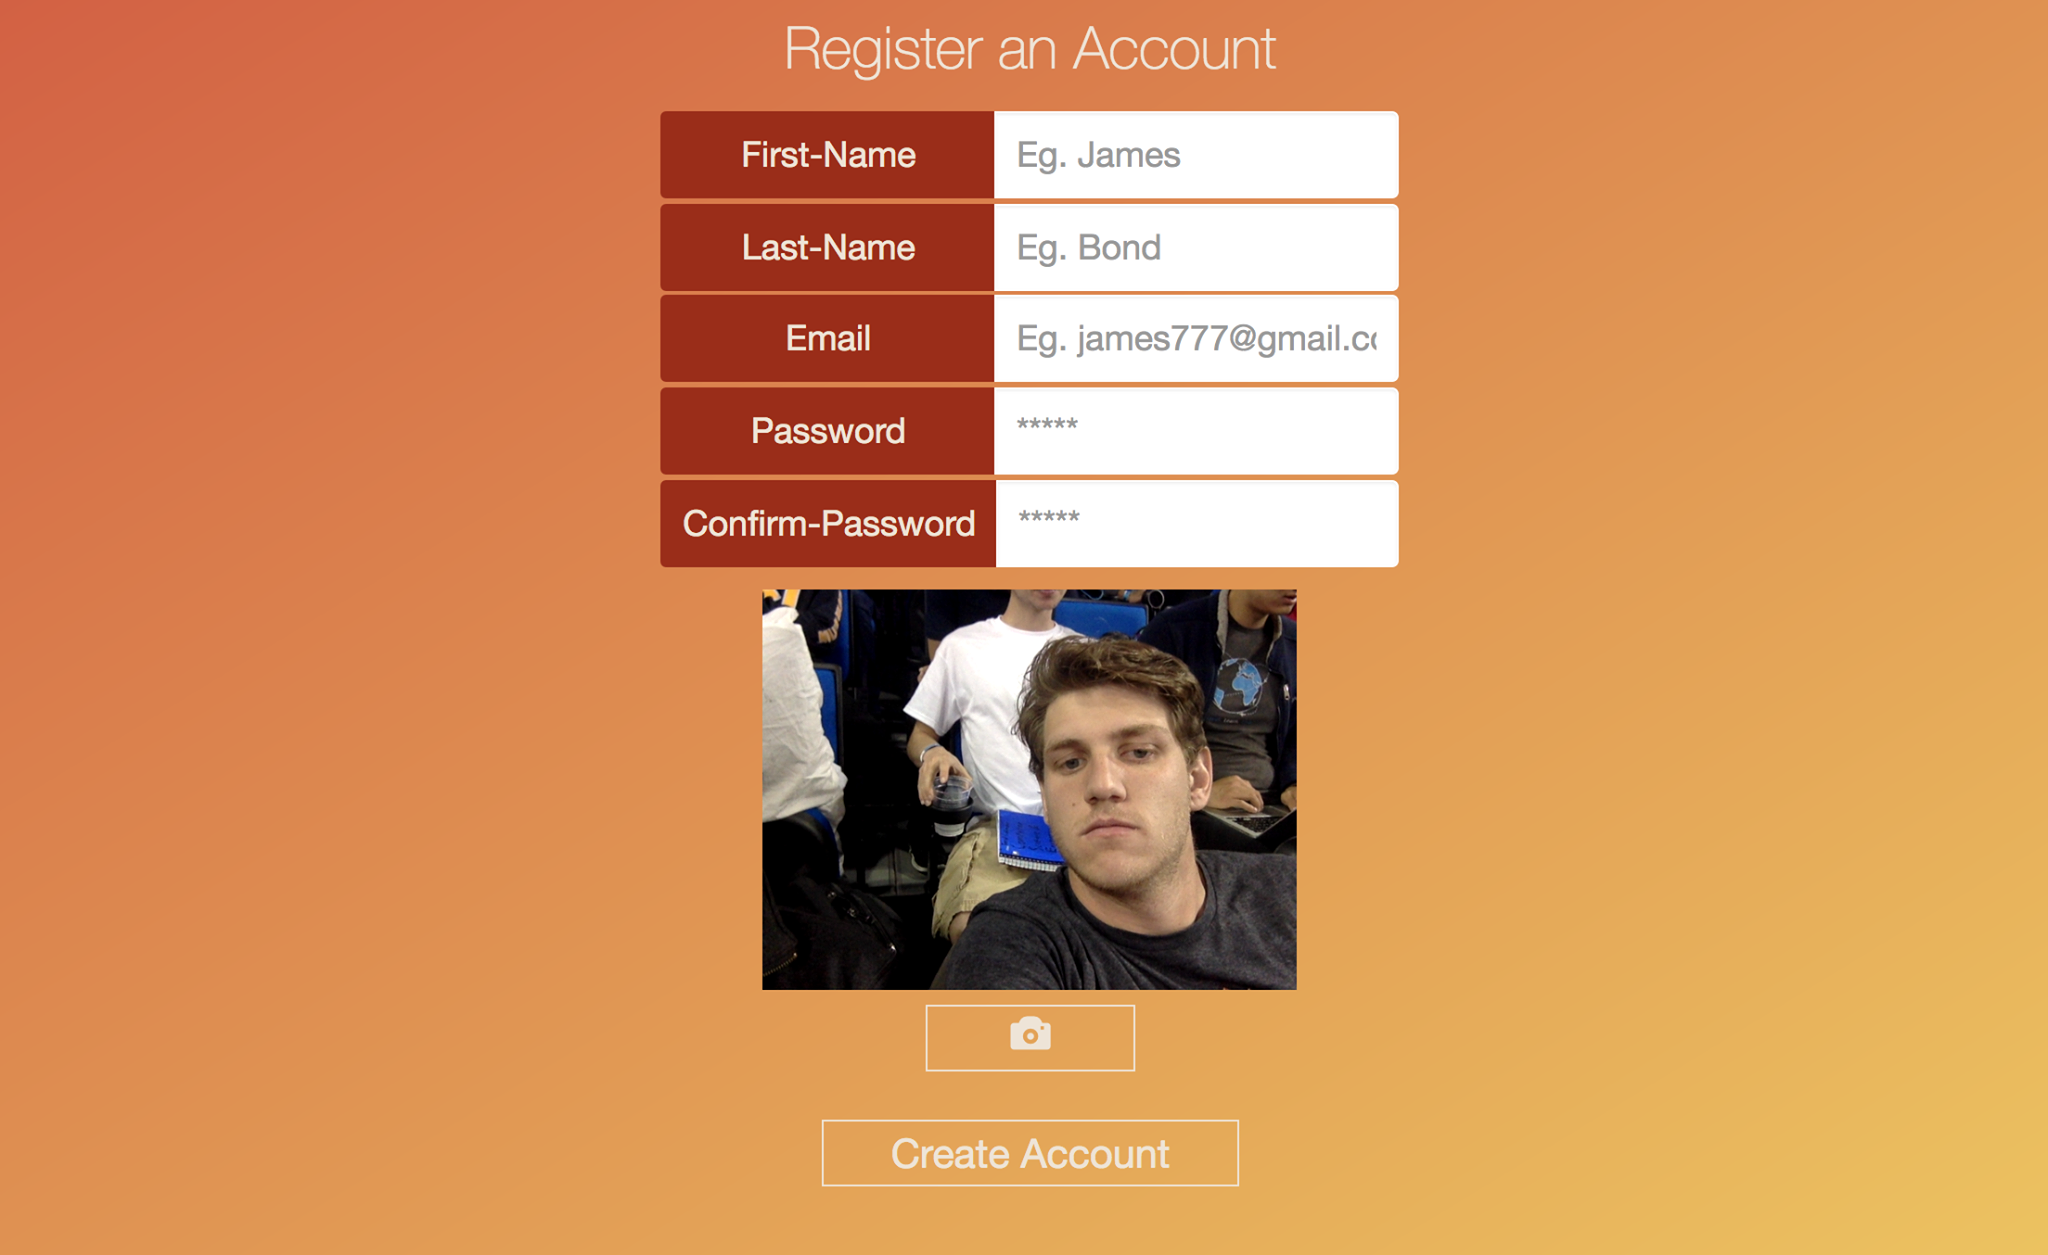 Register an Account
First-Name Eg. James
Last-Name Eg. Bond
Email Eg. james777@gmail.co
Password *****
Confirm-Password *****
Create Account